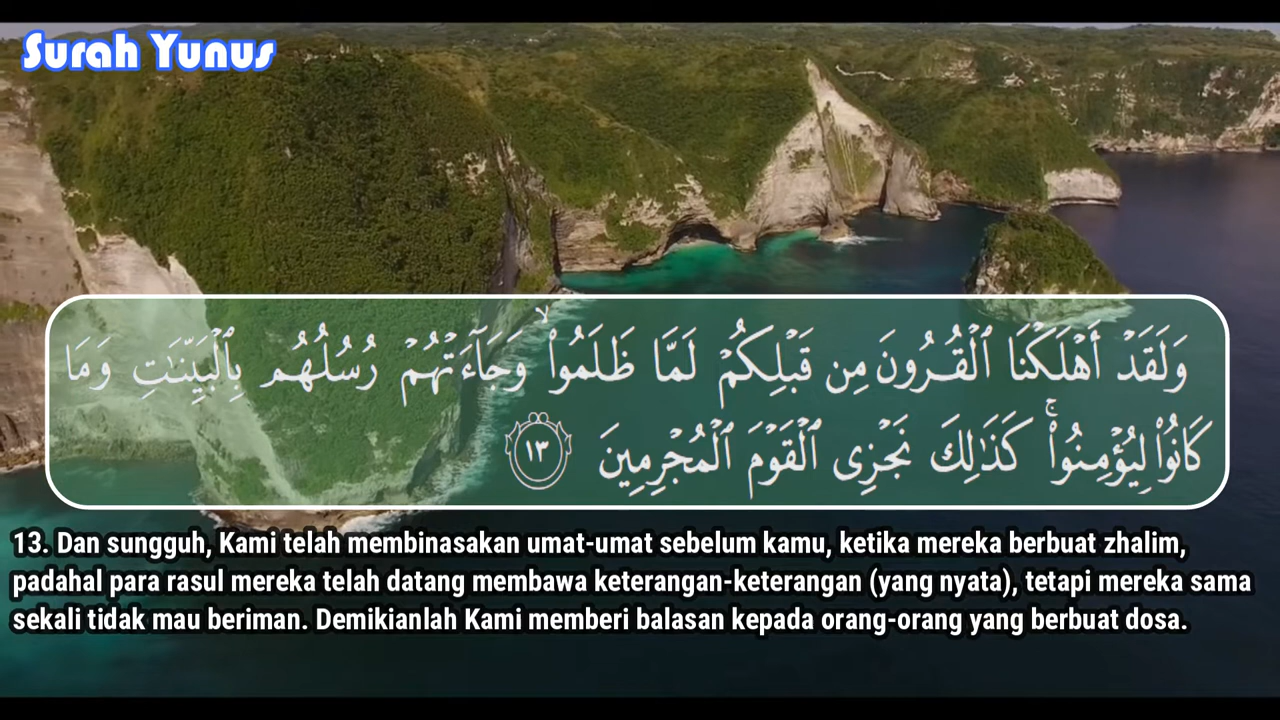 Surah Yunus
وَلَقَدْ أَهْلَكْنَا ٱلْقُرُونَ مِن قَبْلِكُمْ لَمَّا ظَلَمُوا۟ ۙ وَجَآءَتْهُمْ رُسُلُهُم بِٱلْبَيِّنَـٰتِ وَمَا
كَانُوا۟ لِيُؤْمِنُوا۟ ۚ كَذَٰلِكَ نَجْزِى ٱلْقَوْمَ ٱلْمُجْرِمِينَ ١٣
13. Dan sungguh, Kami telah membinasakan umat-umat sebelum kamu, ketika mereka berbuat zhalim,
padahal para rasul mereka telah datang membawa keterangan-keterangan (yang nyata), tetapi mereka sama
sekali tidak mau beriman. Demikianlah Kami memberi balasan kepada orang-orang yang berbuat dosa.